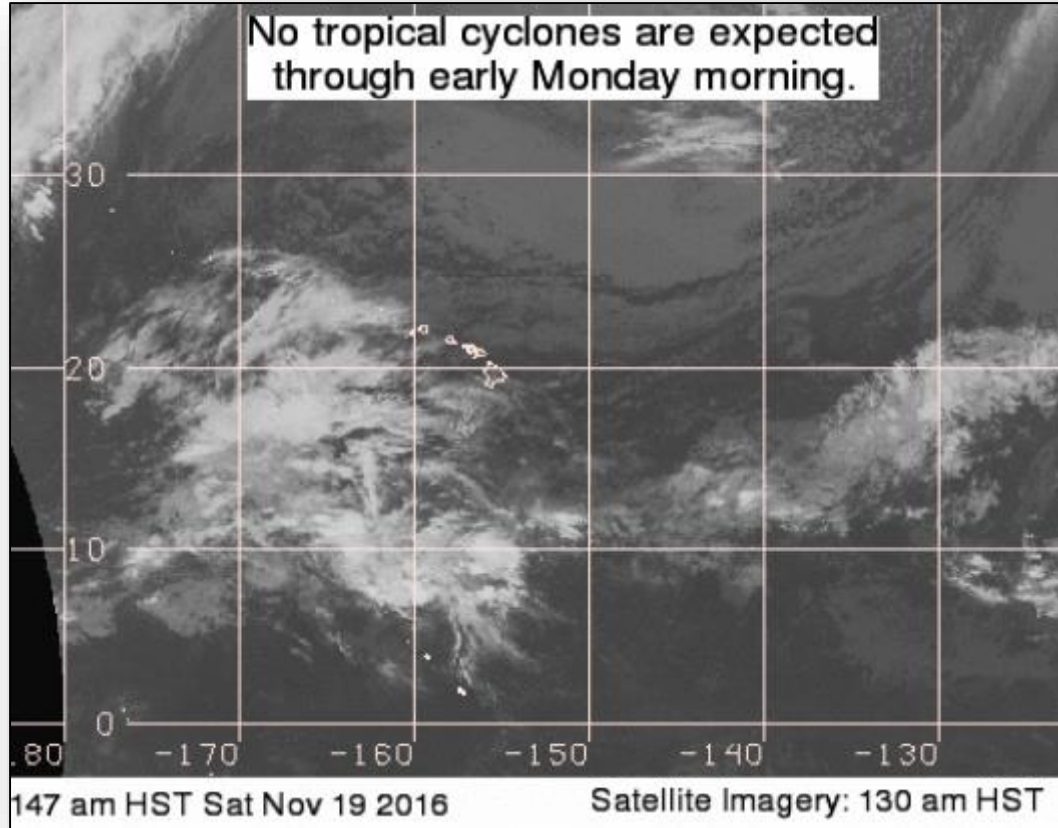 No tropical cyclones are expected
through early Monday morning.
30
20
10
0
.80 -170 -160 -150 -140 -130
147 am HST Sat Nov 19 2016 Satellite Imagery: 130 am HST